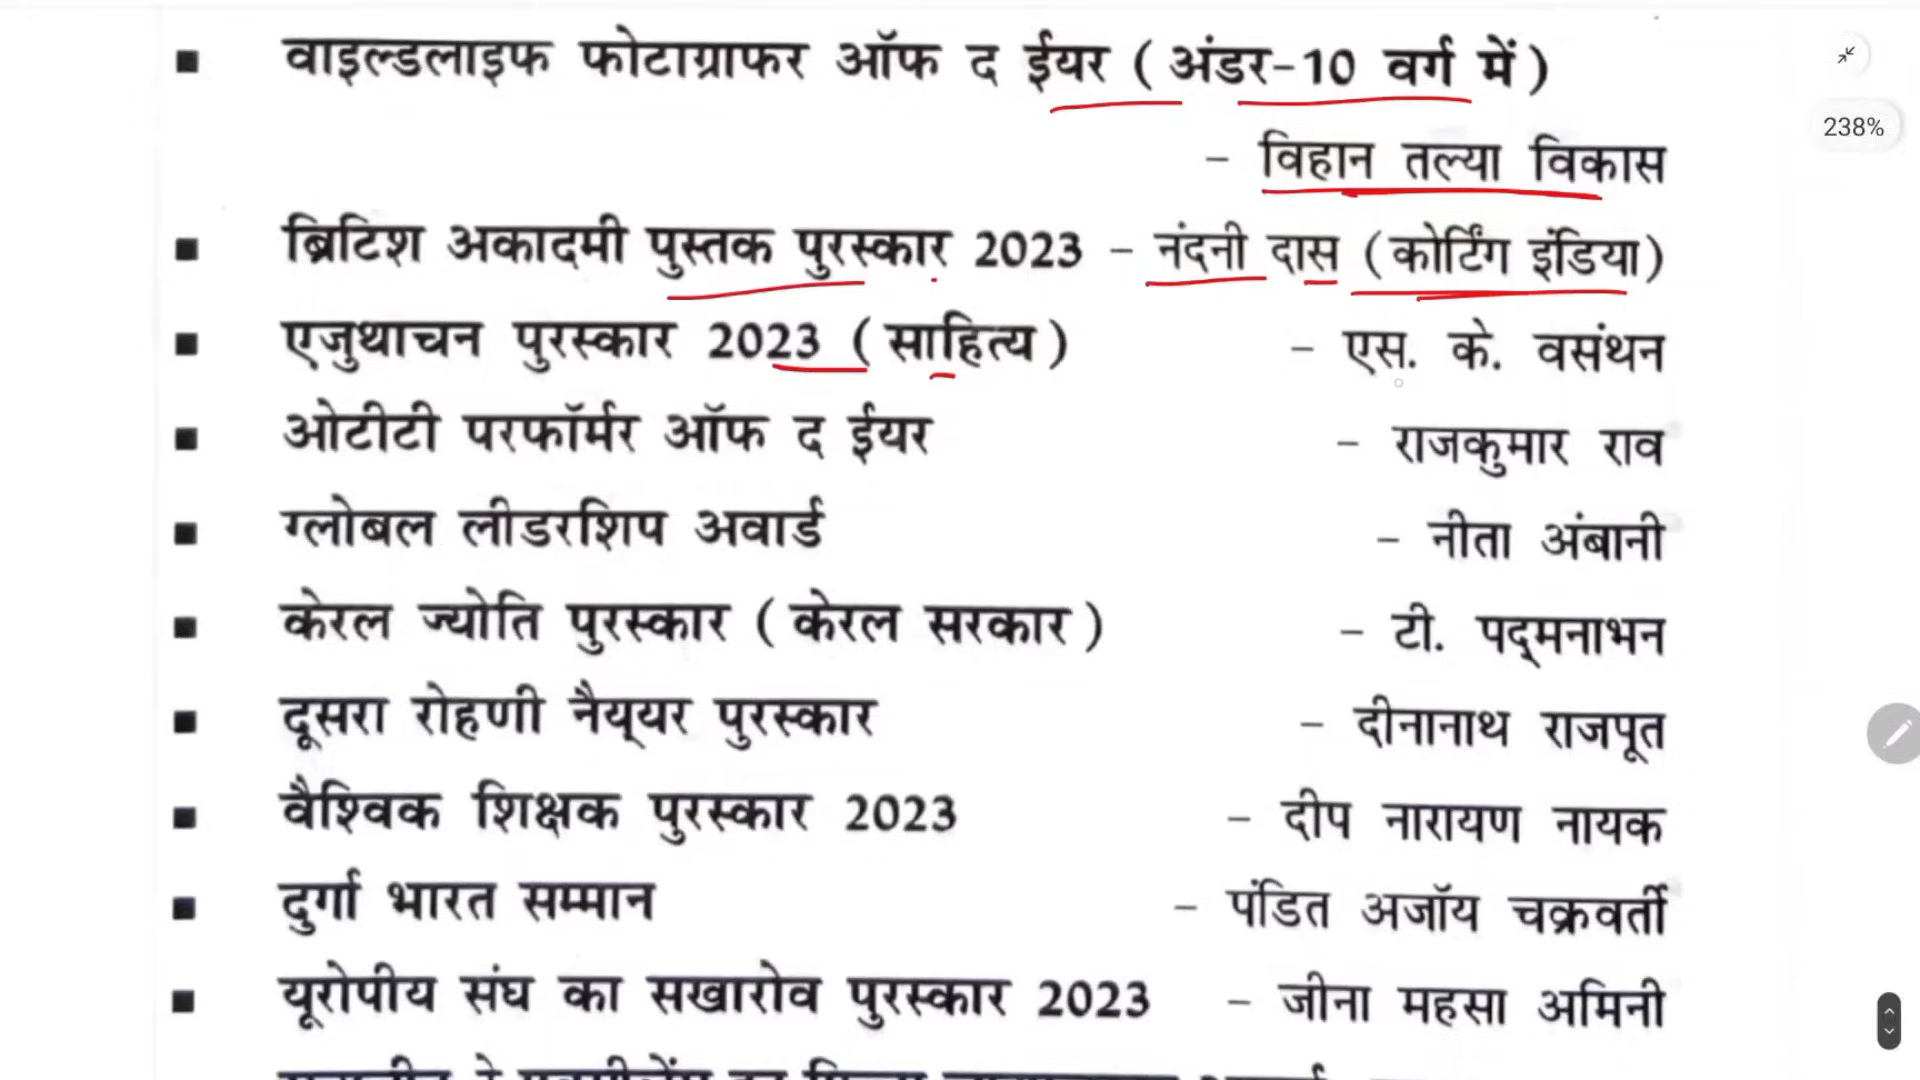 ▪ वाइल्डलाइफ फोटाग्राफर ऑफ द ईयर (अंडर-10 वर्ग में)
– विहान तल्या विकास
▪ ब्रिटिश अकादमी पुस्तक पुरस्कार 2023 – नंदनी दास (कोर्टिंग इंडिया)
▪ एजुथाचन पुरस्कार 2023 (साहित्य) – एस. के. वसंथन
▪ ओटीटी परफॉर्मर ऑफ द ईयर – राजकुमार राव
▪ ग्लोबल लीडरशिप अवार्ड – नीता अंबानी
▪ केरल ज्योति पुरस्कार (केरल सरकार) – टी. पद्मनाभन
▪ दूसरा रोहणी नैय्यर पुरस्कार – दीनानाथ राजपूत
▪ वैश्विक शिक्षक पुरस्कार 2023 – दीप नारायण नायक
▪ दुर्गा भारत सम्मान – पंडित अजॉय चक्रवर्ती
▪ यूरोपीय संघ का सखारोव पुरस्कार 2023 – जीना महसा अमिनी
238%